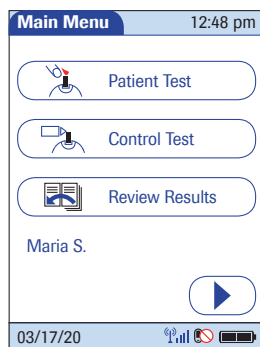 Main Menu 12:48 pm
Patient Test
Control Test
Review Results
Maria S.
03/17/20